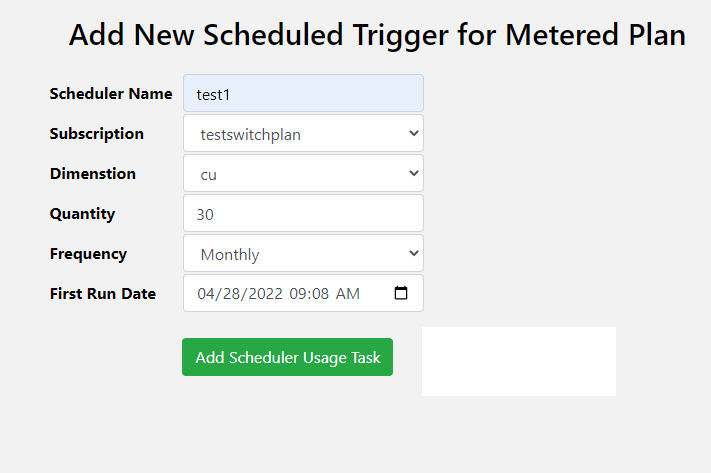 Add New Scheduled Trigger for Metered Plan
Scheduler Name test1
Subscription testswitchplan
Dimenstion cu
Quantity 30
Frequency Monthly
First Run Date 04/28/2022 09:08 AM
Add Scheduler Usage Task